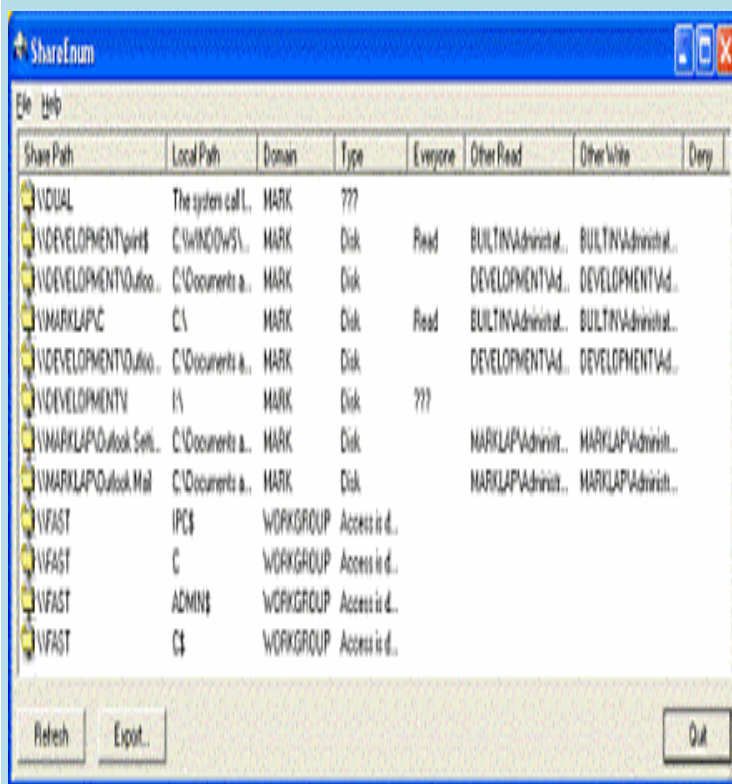 ShareEnum
File Help
Share Path Local Path Domain Type Everyone Other Read Other Write Deny
\\DUAL The system call l... MARK ???
\\DEVELOPMENT\print$ C:\WINDOWS\... MARK Disk Read BUILTIN\Administrat... BUILTIN\Administrat...
\\DEVELOPMENT\Outloo... C:\Documents a... MARK Disk DEVELOPMENT\Ad... DEVELOPMENT\Ad...
\\MARKLAP\C C:\ MARK Disk Read BUILTIN\Administrat... BUILTIN\Administrat...
\\DEVELOPMENT\Outloo... C:\Documents a... MARK Disk DEVELOPMENT\Ad... DEVELOPMENT\Ad...
\\DEVELOPMENT\I I:\ MARK Disk ???
\\MARKLAP\Outlook Setti... C:\Documents a... MARK Disk MARKLAP\Administr... MARKLAP\Administr...
\\MARKLAP\Outlook Mail C:\Documents a... MARK Disk MARKLAP\Administr... MARKLAP\Administr...
\\FAST IPC$ WORKGROUP Access is d...
\\FAST C WORKGROUP Access is d...
\\FAST ADMIN$ WORKGROUP Access is d...
\\FAST C$ WORKGROUP Access is d...
Refresh Export... Quit